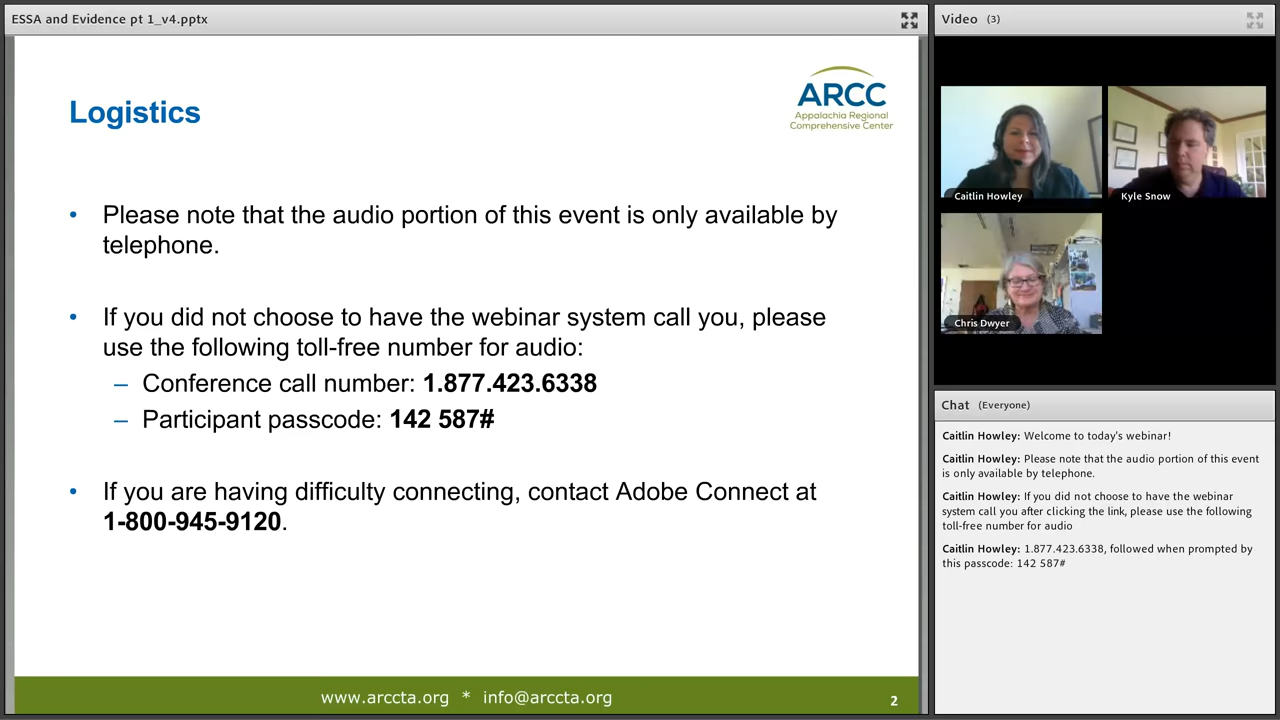 ESSA and Evidence pt 1_v4.pptx
Logistics
ARCC
Appalachia Regional
Comprehensive Center
• Please note that the audio portion of this event is only available by
telephone.
• If you did not choose to have the webinar system call you, please
use the following toll-free number for audio:
– Conference call number: 1.877.423.6338
– Participant passcode: 142 587#
• If you are having difficulty connecting, contact Adobe Connect at
1-800-945-9120.
www.arccta.org * info@arccta.org
2
Video (3)
Caitlin Howley
Kyle Snow
Chris Dwyer
Chat (Everyone)
Caitlin Howley: Welcome to today's webinar!
Caitlin Howley: Please note that the audio portion of this event
is only available by telephone.
Caitlin Howley: If you did not choose to have the webinar
system call you after clicking the link, please use the following
toll-free number for audio
Caitlin Howley: 1.877.423.6338, followed when prompted by
this passcode: 142 587#